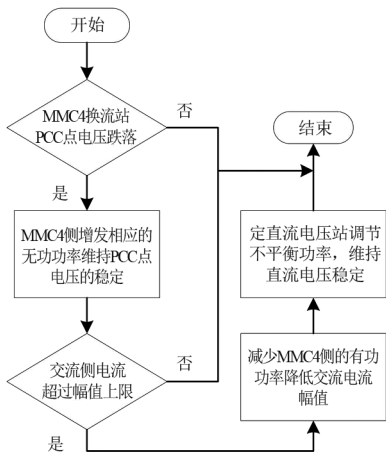 开始
MMC4换流站
PCC点电压跌落
否
是
MMC4侧增发相应的
无功功率维持PCC点
电压的稳定
交流侧电流
超过幅值上限
否
是
减少MMC4侧的有功
功率降低交流电流
幅值
定直流电压站调节
不平衡功率，维持
直流电压稳定
结束